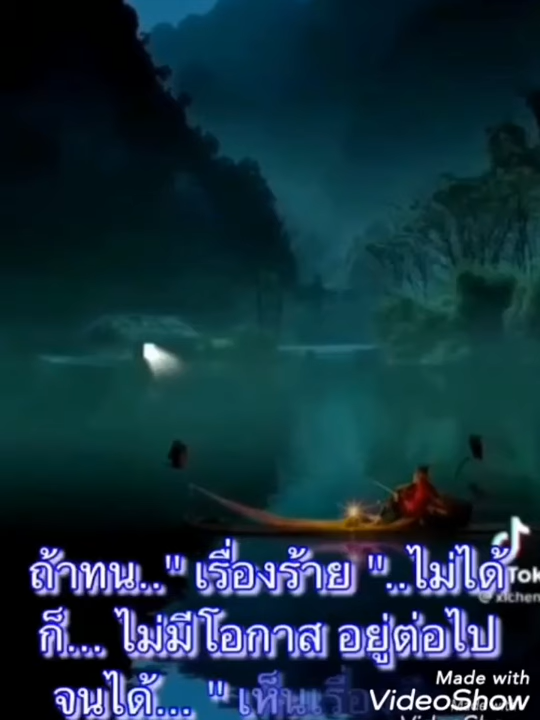 ถ้าทน.." เรื่องร้าย "..ไม่ได้
ก็... ไม่มีโอกาส อยู่ต่อไป
จนได้... " เห็นเรื่
Made with
VideoShow